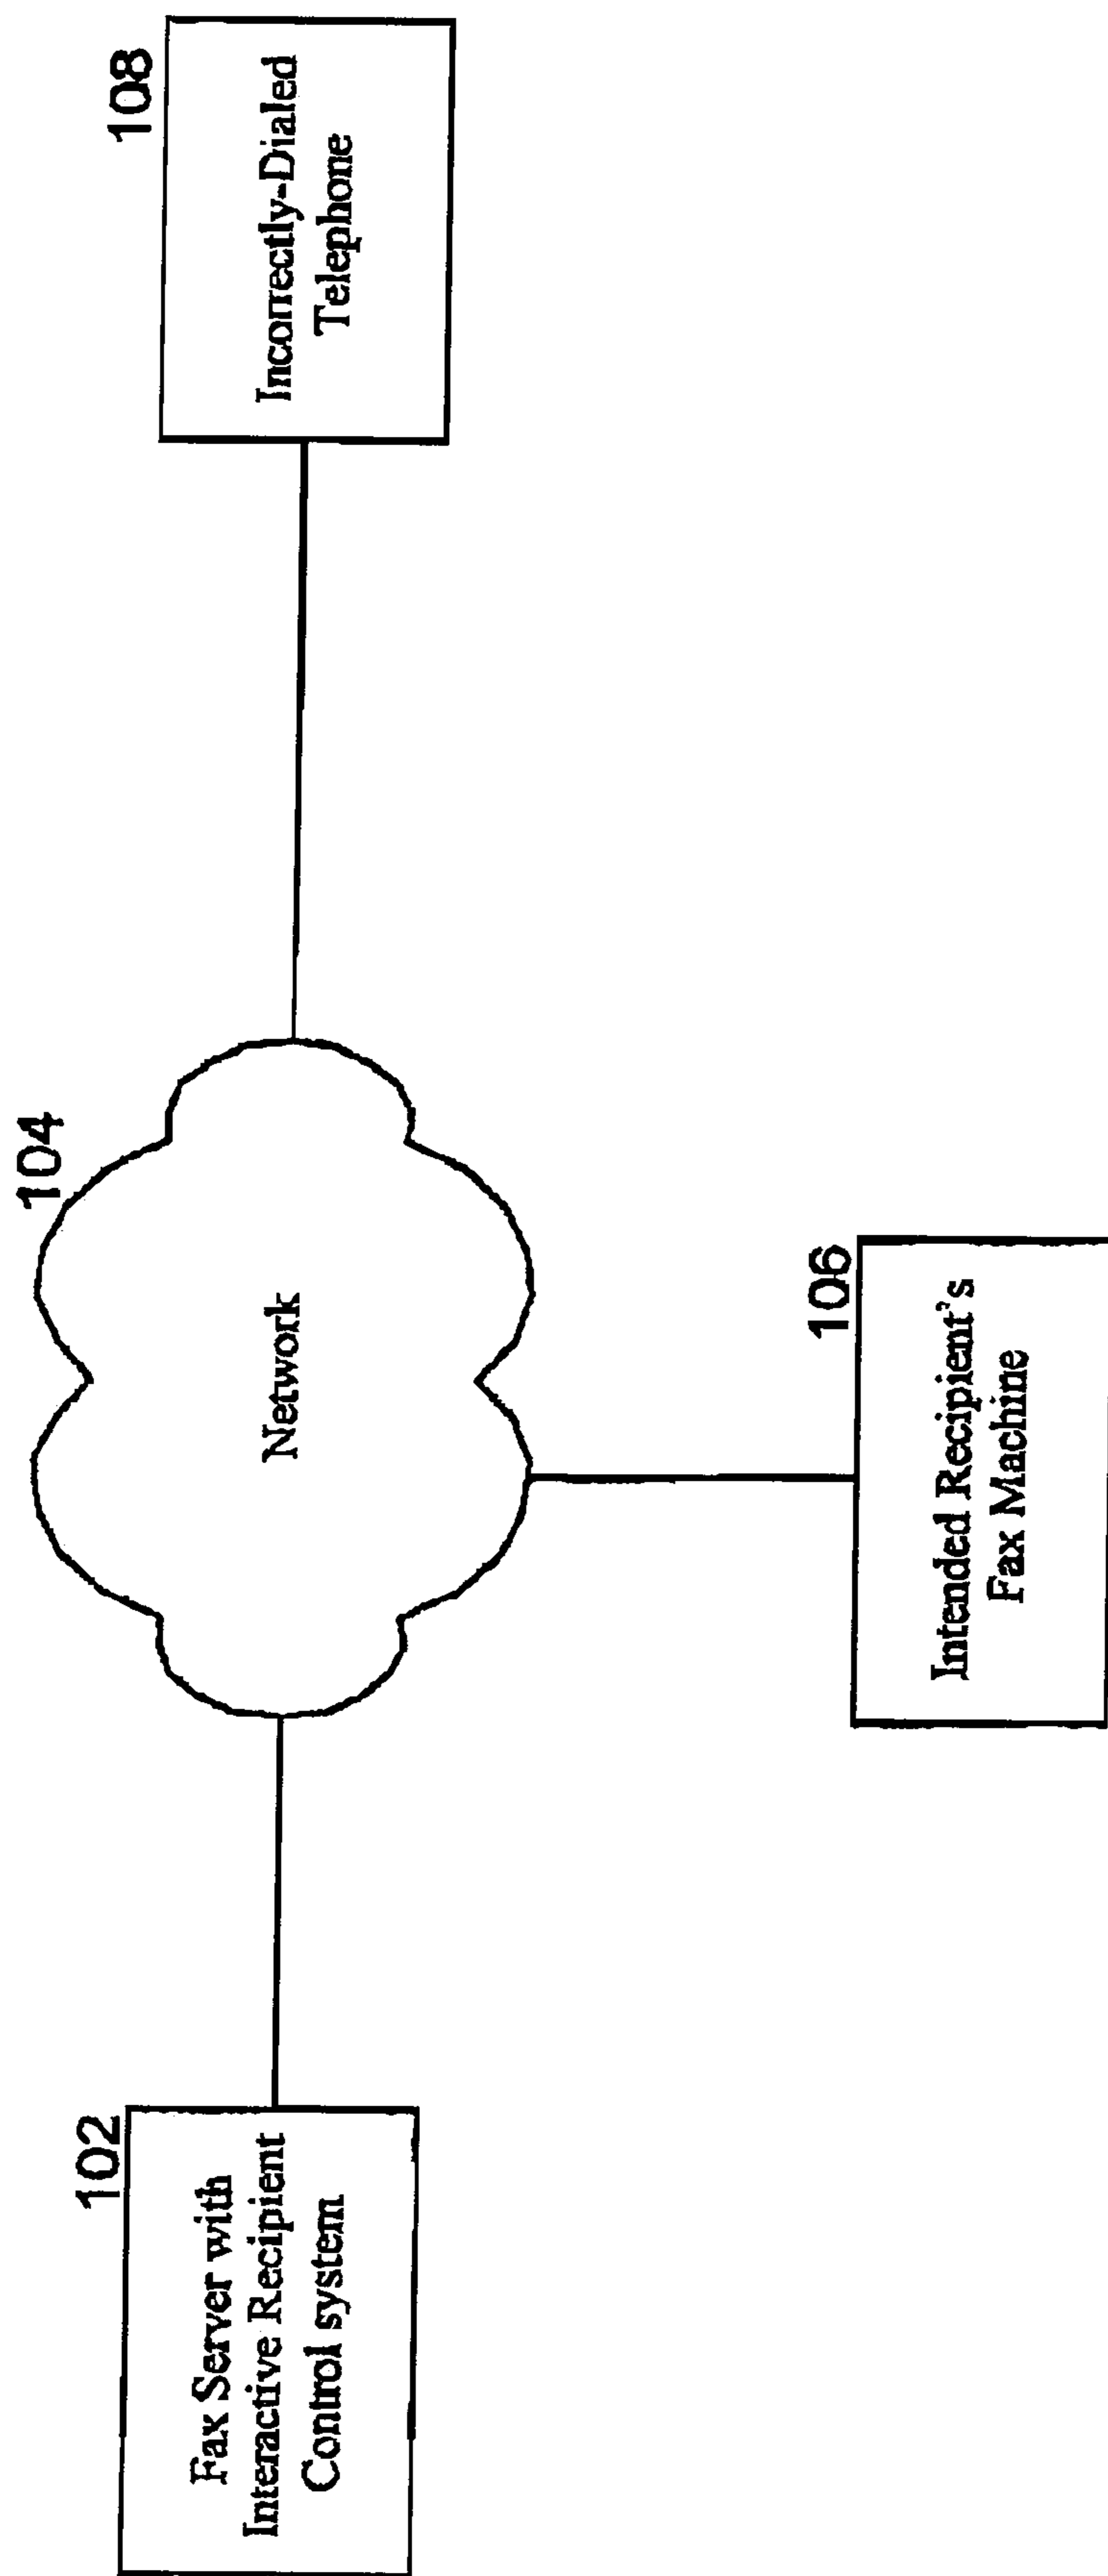 102
Fax Server with
Interactive Recipient
Control system
104
Network
106
Intended Recipient's
Fax Machine
108
Incorrectly-Dialed
Telephone